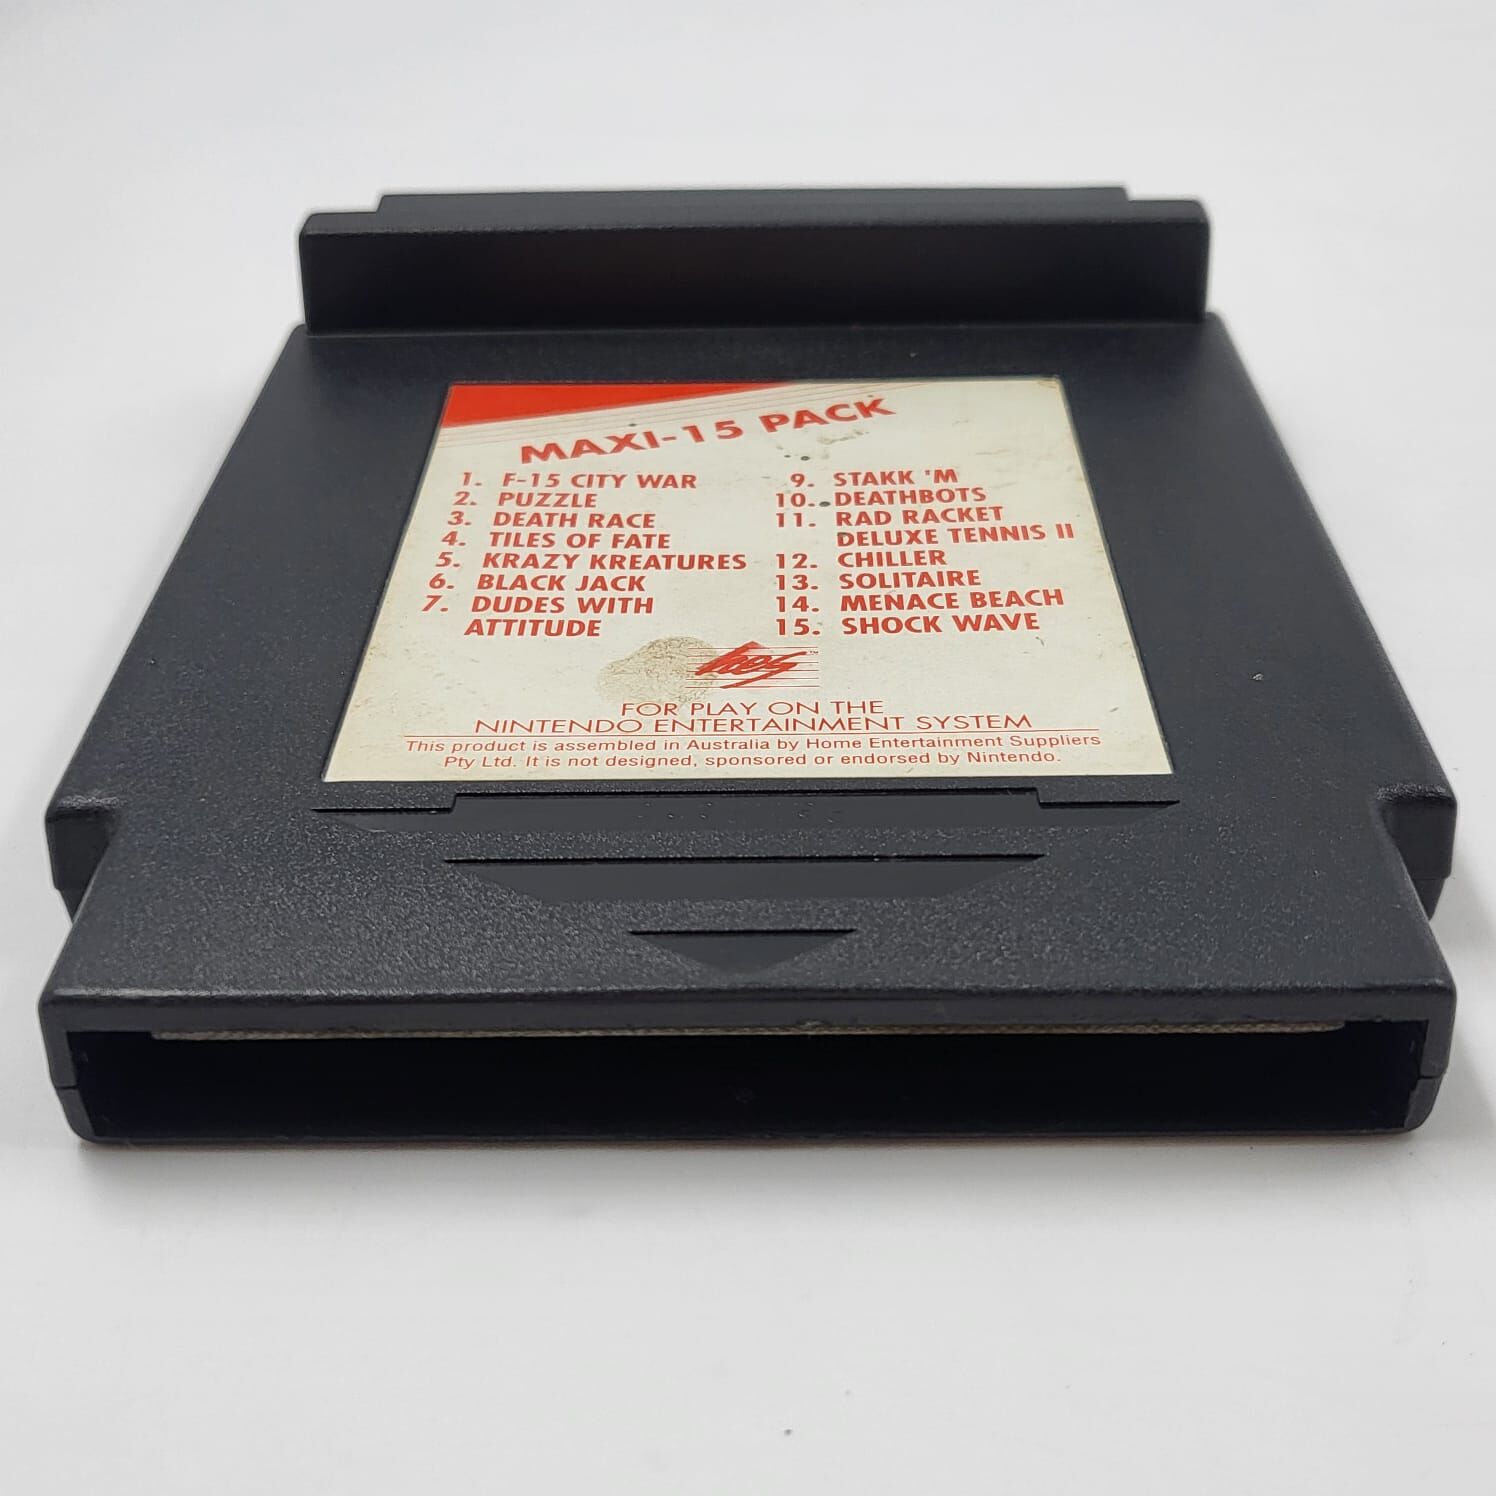 MAXI-15 PACK
1. F-15 CITY WAR
2. PUZZLE
3. DEATH RACE
4. TILES OF FATE
5. KRAZY KREATURES
6. BLACK JACK
7. DUDES WITH
ATTITUDE
9. STAKK 'M
10. DEATHBOTS
11. RAD RACKET
DELUXE TENNIS II
12. CHILLER
13. SOLITAIRE
14. MENACE BEACH
15. SHOCK WAVE
hes™
FOR PLAY ON THE
NINTENDO ENTERTAINMENT SYSTEM
This product is assembled in Australia by Home Entertainment Suppliers
Pty Ltd. It is not designed, sponsored or endorsed by Nintendo.